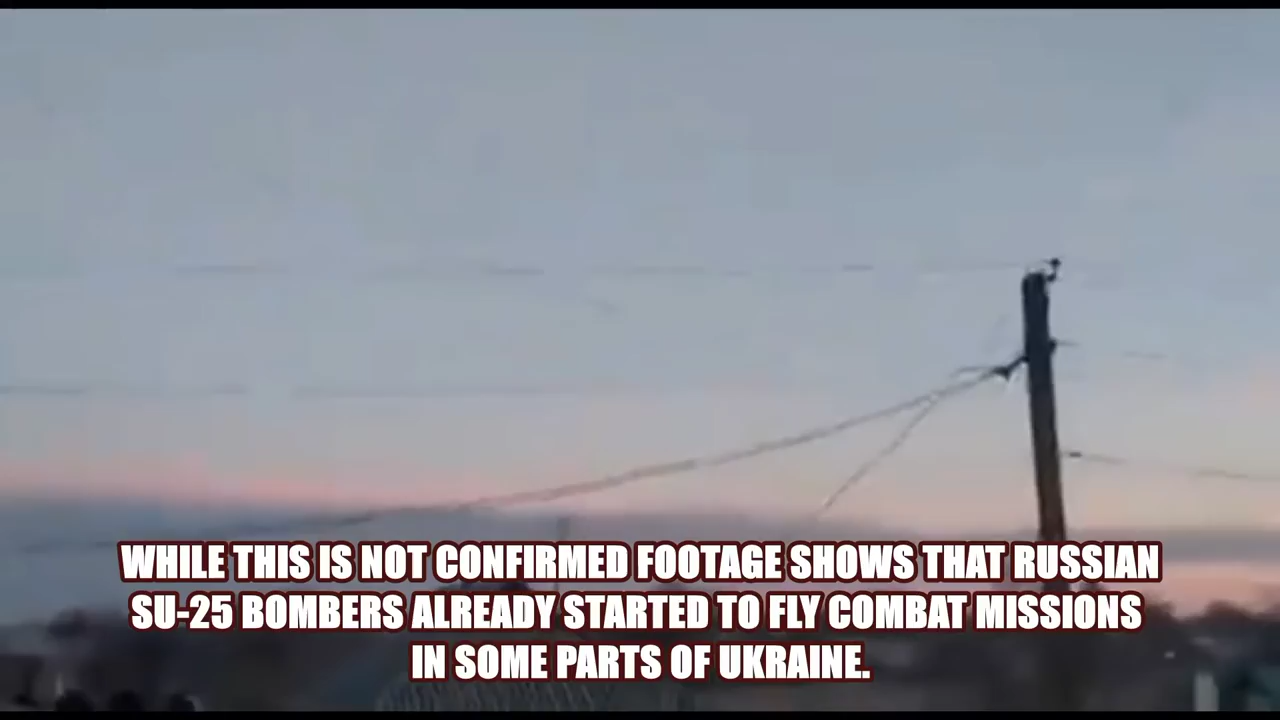 WHILE THIS IS NOT CONFIRMED FOOTAGE SHOWS THAT RUSSIAN
SU-25 BOMBERS ALREADY STARTED TO FLY COMBAT MISSIONS
IN SOME PARTS OF UKRAINE.